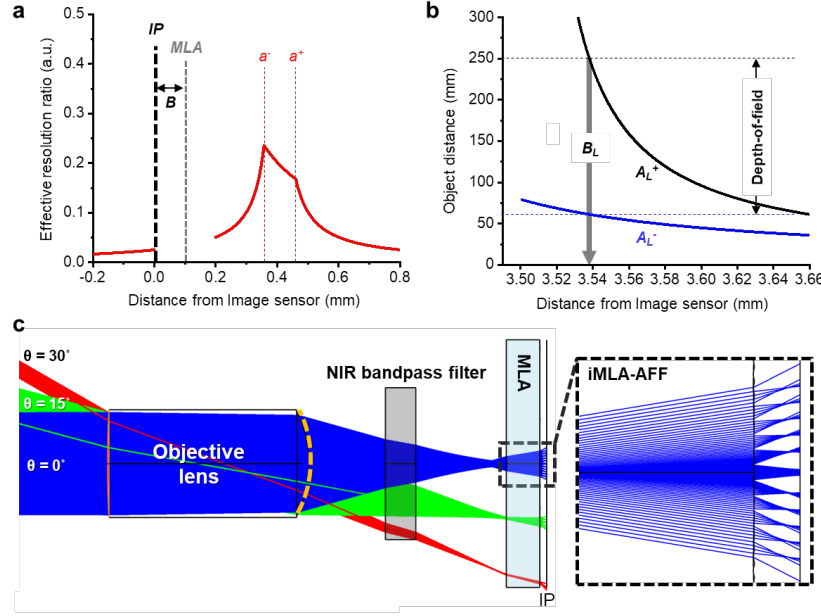 a
IP
MLA
a⁻
a⁺
B
Effective resolution ratio (a.u.)
0.5
0.4
0.3
0.2
0.1
0.0
-0.2
0.0
0.2
0.4
0.6
0.8
Distance from Image sensor (mm)
b
Object distance (mm)
300
250
200
150
100
50
0
B_L
A_L⁺
A_L⁻
Depth-of-field
3.50
3.52
3.54
3.56
3.58
3.60
3.62
3.64
3.66
Distance from Image sensor (mm)
c
θ = 30˚
θ = 15˚
θ = 0˚
Objective
lens
NIR bandpass filter
MLA
IP
iMLA-AFF